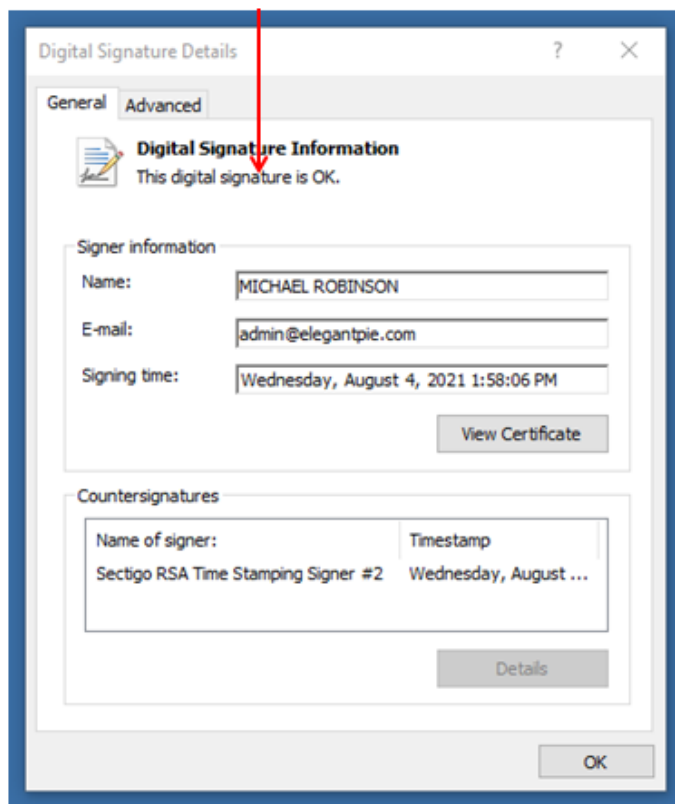 Digital Signature Details ?
General Advanced
Digital Signature Information
This digital signature is OK.
Signer information
Name: MICHAEL ROBINSON
E-mail: admin@elegantpie.com
Signing time: Wednesday, August 4, 2021 1:58:06 PM
View Certificate
Countersignatures
Name of signer: Timestamp
Sectigo RSA Time Stamping Signer #2 Wednesday, August ...
Details
OK